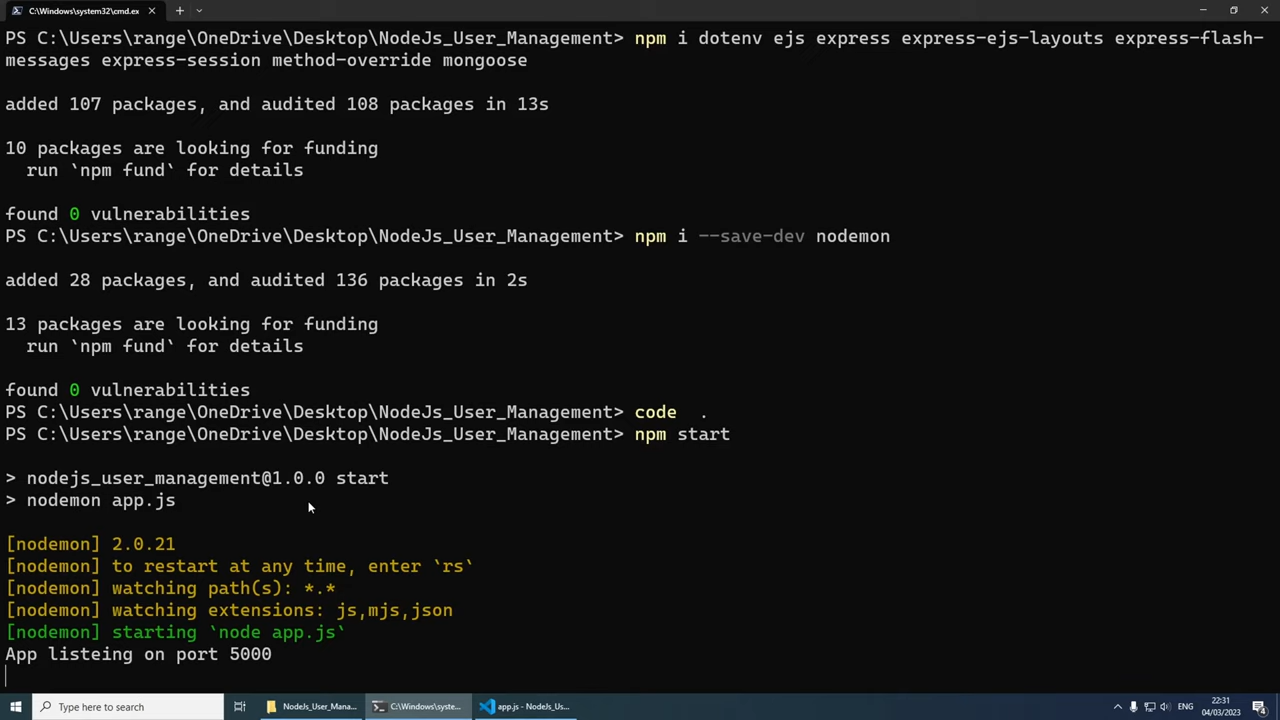 C:\Windows\system32\cmd.ex
PS C:\Users\range\OneDrive\Desktop\NodeJs_User_Management> npm i dotenv ejs express express-ejs-layouts express-flash-
messages express-session method-override mongoose
added 107 packages, and audited 108 packages in 13s
10 packages are looking for funding
run `npm fund` for details
found 0 vulnerabilities
PS C:\Users\range\OneDrive\Desktop\NodeJs_User_Management> npm i --save-dev nodemon
added 28 packages, and audited 136 packages in 2s
13 packages are looking for funding
run `npm fund` for details
found 0 vulnerabilities
PS C:\Users\range\OneDrive\Desktop\NodeJs_User_Management> code  .
PS C:\Users\range\OneDrive\Desktop\NodeJs_User_Management> npm start
> nodejs_user_management@1.0.0 start
> nodemon app.js
[nodemon] 2.0.21
[nodemon] to restart at any time, enter `rs`
[nodemon] watching path(s): *.*
[nodemon] watching extensions: js,mjs,json
[nodemon] starting `node app.js`
App listeing on port 5000
Type here to search
NodeJs_User_Mana...
C:\Windows\syste...
app.js - NodeJs_Us...
ENG
22:31
04/03/2023
4